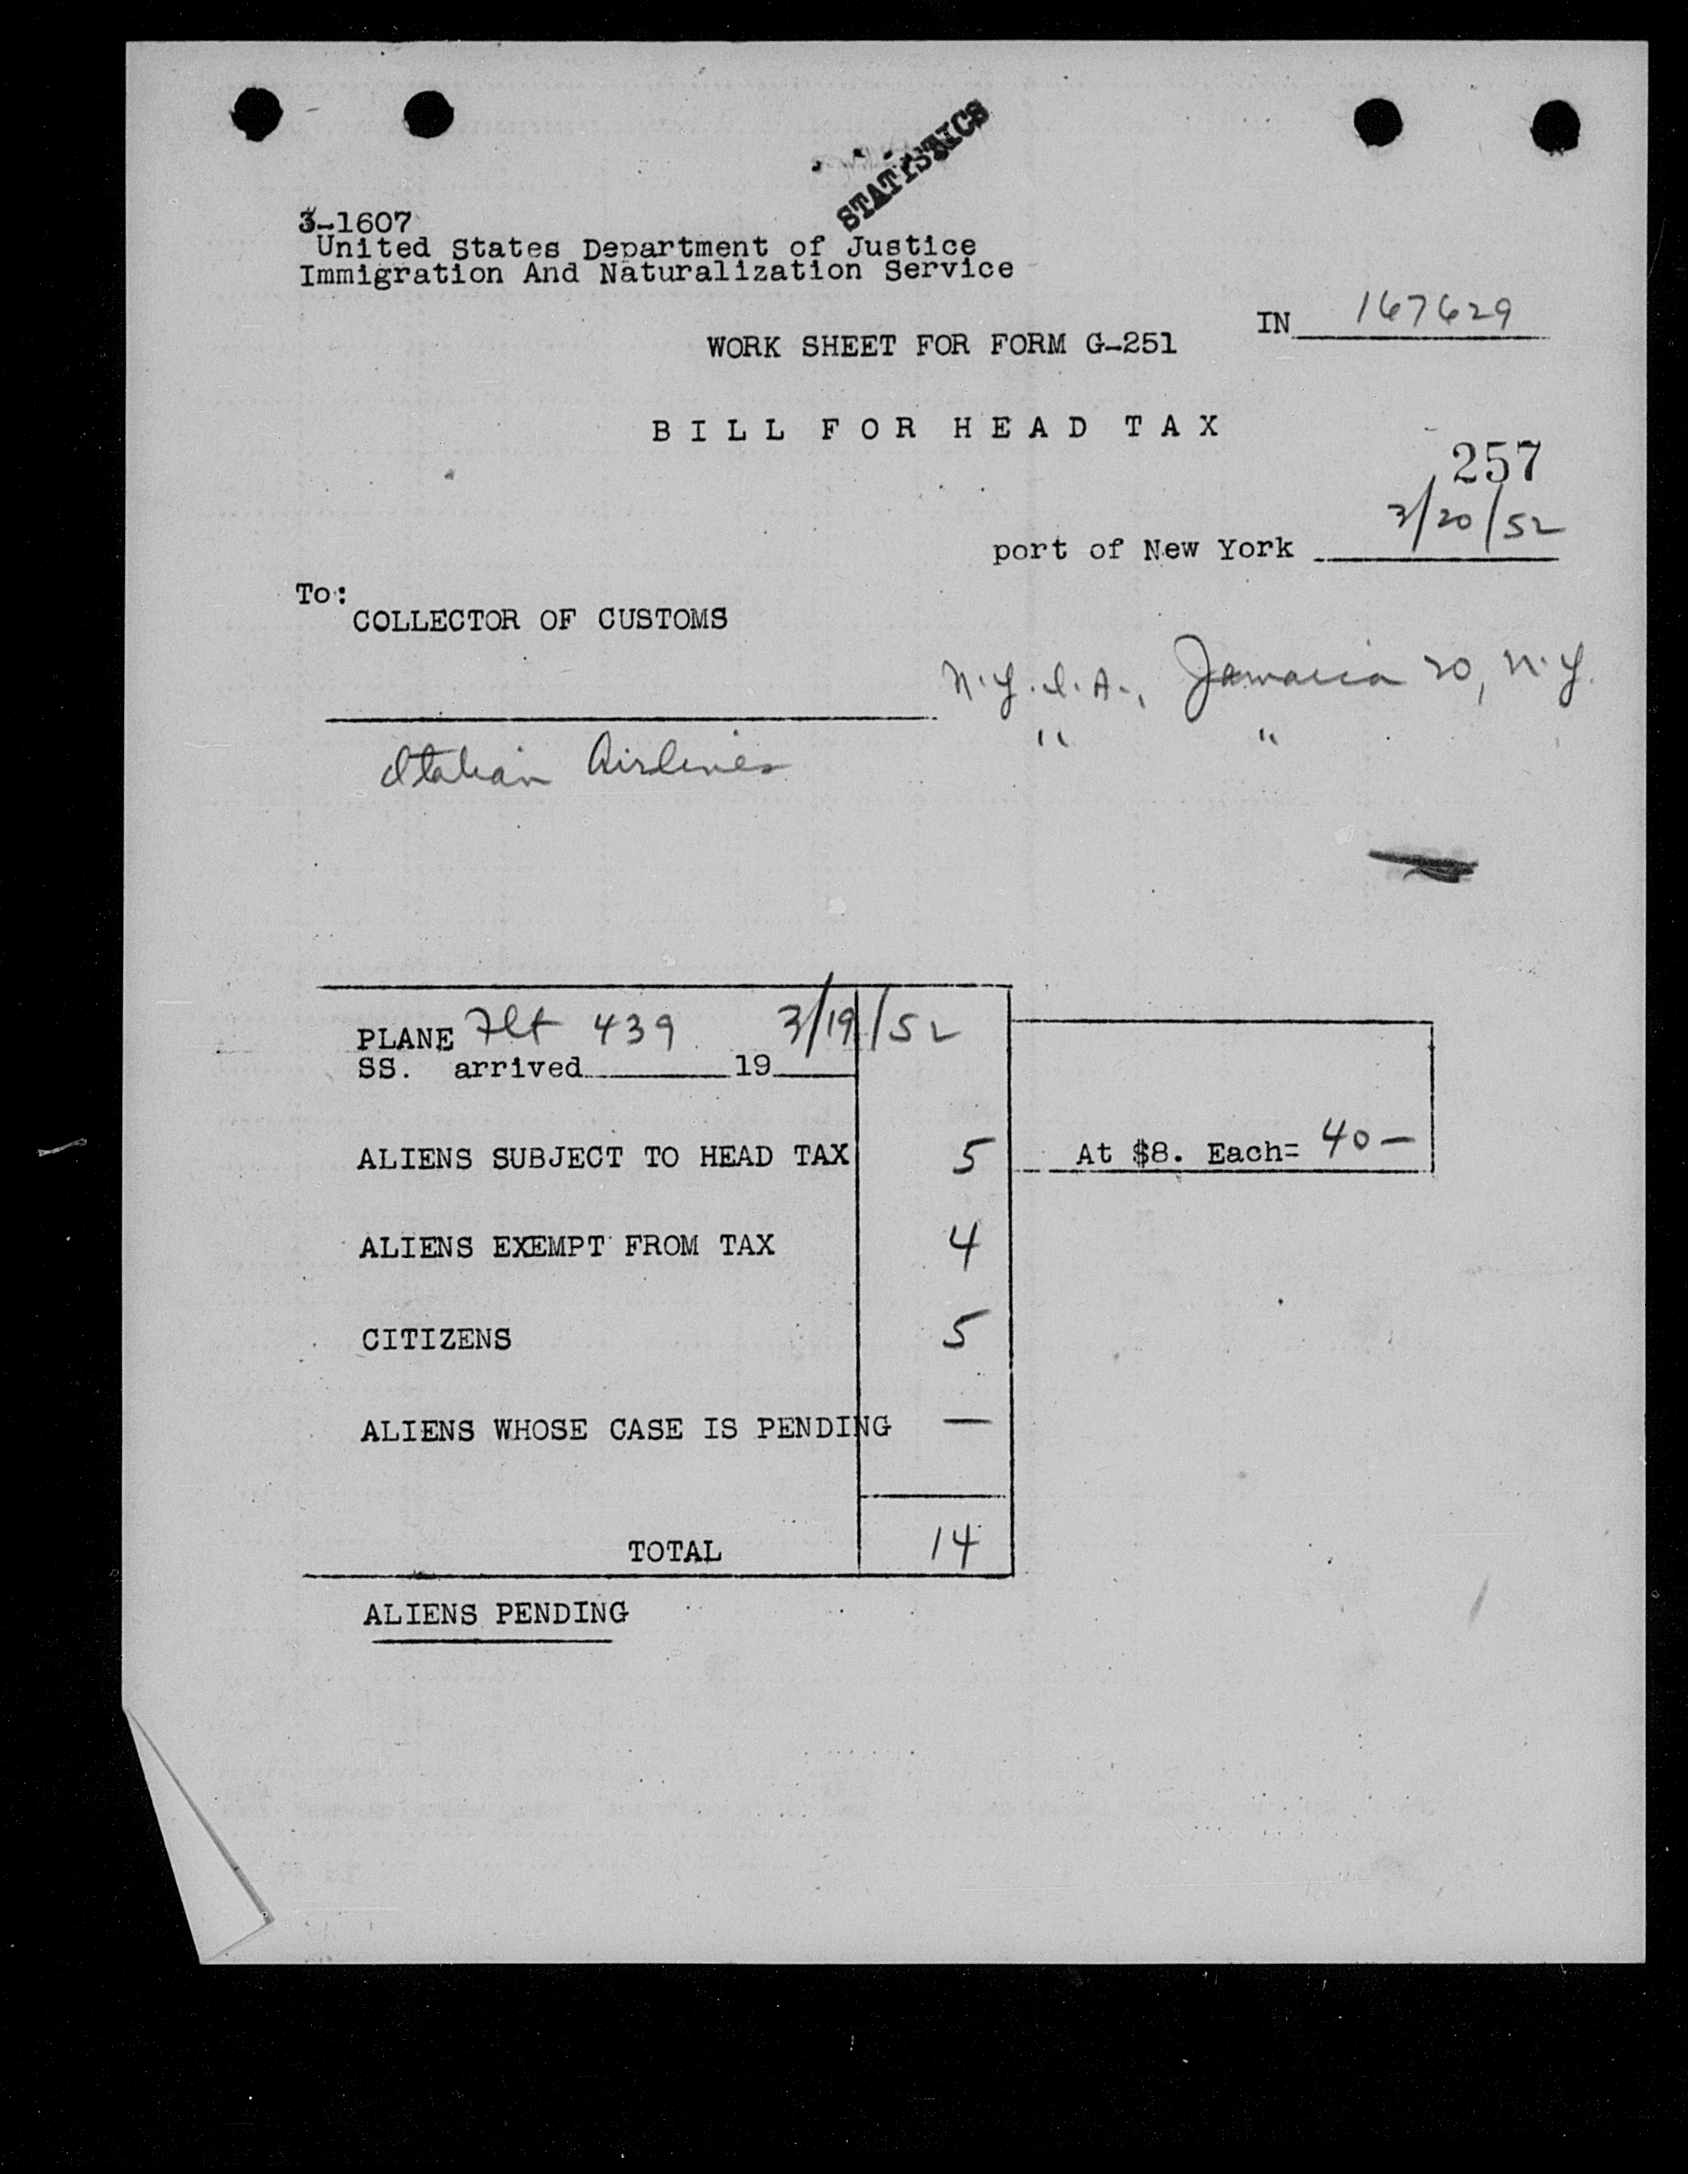 STATISTICS
3-1607
United States Department of Justice
Immigration And Naturalization Service
IN 167629
WORK SHEET FOR FORM G-251
BILL FOR HEAD TAX
257
port of New York 3/20/52
To:
COLLECTOR OF CUSTOMS
N.Y.I.A., Jamaica 20, N.Y.
Italian Airlines " "
PLANE Flt 439 3/19/52
SS. arrived 19
ALIENS SUBJECT TO HEAD TAX 5 At $8. Each= 40 —
ALIENS EXEMPT FROM TAX 4
CITIZENS 5
ALIENS WHOSE CASE IS PENDING —
TOTAL 14
ALIENS PENDING